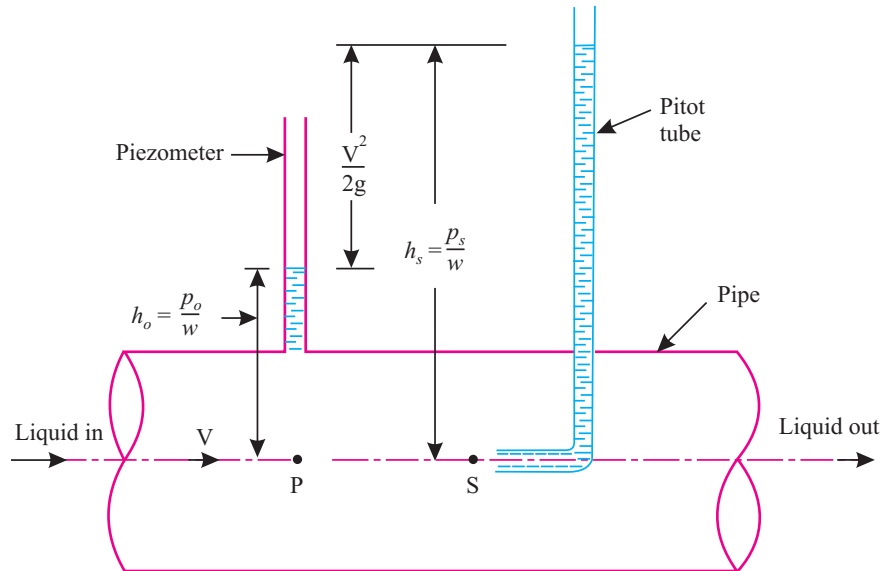 Pitot
tube
Piezometer
V²
2g
hₛ = pₛ
w
hₒ = pₒ
w
Pipe
Liquid in
V
P
S
Liquid out